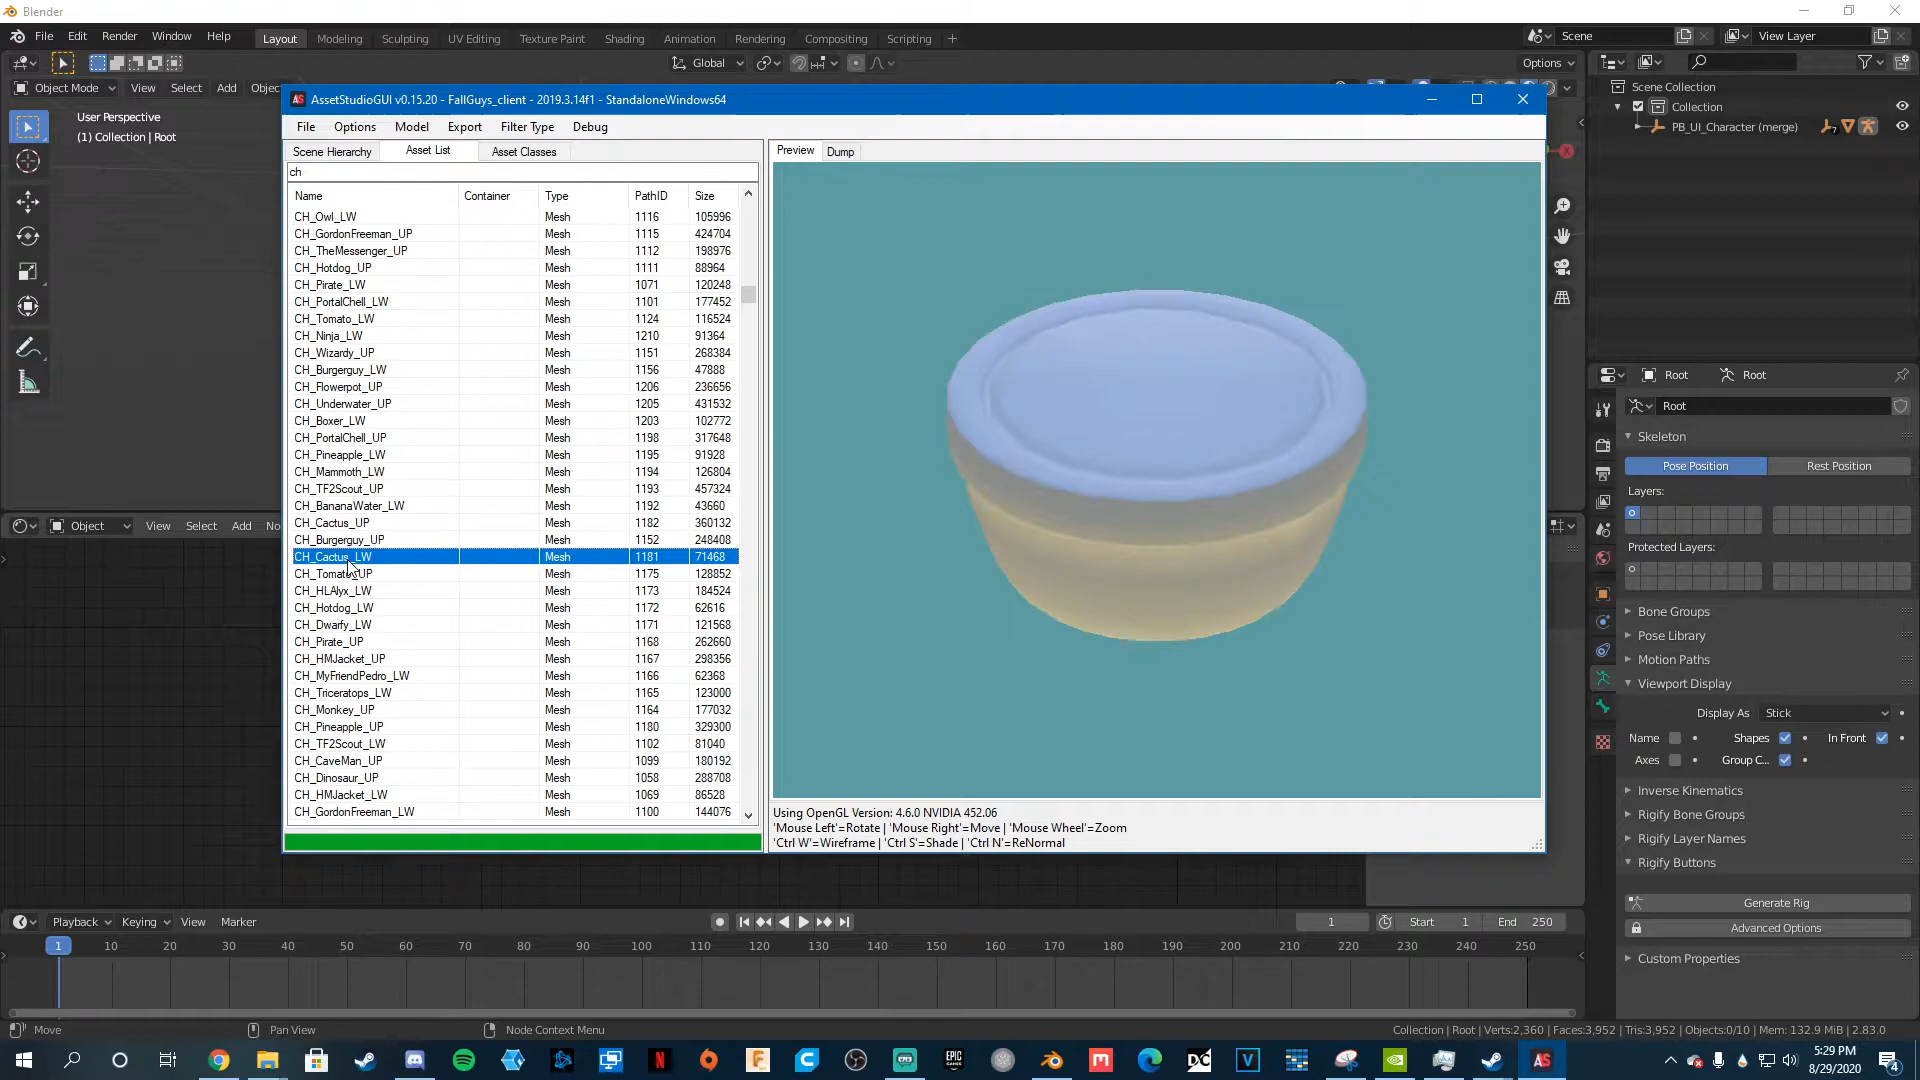 Blender
File Edit Render Window Help
Layout Modeling Sculpting UV Editing Texture Paint Shading Animation Rendering Compositing Scripting
Scene View Layer
Global Options
Object Mode View Select Add Objec
User Perspective
(1) Collection | Root
AssetStudioGUI v0.15.20 - FallGuys_client - 2019.3.14f1 - StandaloneWindows64
File Options Model Export Filter Type Debug
Scene Hierarchy Asset List Asset Classes
Preview Dump
ch
Name Container Type PathID Size
CH_Owl_LW Mesh 1116 105996
CH_GordonFreeman_UP Mesh 1115 424704
CH_TheMessenger_UP Mesh 1112 198976
CH_Hotdog_UP Mesh 1111 88964
CH_Pirate_LW Mesh 1071 120248
CH_PortalChell_LW Mesh 1101 177452
CH_Tomato_LW Mesh 1124 116524
CH_Ninja_LW Mesh 1210 91364
CH_Wizardy_UP Mesh 1151 268384
CH_Burgerguy_LW Mesh 1156 47888
CH_Flowerpot_UP Mesh 1206 236656
CH_Underwater_UP Mesh 1205 431532
CH_Boxer_LW Mesh 1203 102772
CH_PortalChell_UP Mesh 1198 317648
CH_Pineapple_LW Mesh 1195 91928
CH_Mammoth_LW Mesh 1194 126804
CH_TF2Scout_UP Mesh 1193 457324
CH_BananaWater_LW Mesh 1192 43660
CH_Cactus_UP Mesh 1182 360132
CH_Burgerguy_UP Mesh 1152 248408
CH_Cactus_LW Mesh 1181 71468
CH_Tomato_UP Mesh 1175 128852
CH_HLAlyx_LW Mesh 1173 184524
CH_Hotdog_LW Mesh 1172 62616
CH_Dwarfy_LW Mesh 1171 121568
CH_Pirate_UP Mesh 1168 262660
CH_HMJacket_UP Mesh 1167 298356
CH_MyFriendPedro_LW Mesh 1166 62368
CH_Triceratops_LW Mesh 1165 123000
CH_Monkey_UP Mesh 1164 177032
CH_Pineapple_UP Mesh 1180 329300
CH_TF2Scout_LW Mesh 1102 81040
CH_CaveMan_UP Mesh 1099 180192
CH_Dinosaur_UP Mesh 1058 288708
CH_HMJacket_LW Mesh 1069 86528
CH_GordonFreeman_LW Mesh 1100 144076
Using OpenGL Version: 4.6.0 NVIDIA 452.06
'Mouse Left'=Rotate | 'Mouse Right'=Move | 'Mouse Wheel'=Zoom
'Ctrl W'=Wireframe | 'Ctrl S'=Shade | 'Ctrl N'=ReNormal
Scene Collection
Collection
PB_UI_Character (merge)
Root Root
Root
Skeleton
Pose Position Rest Position
Layers:
Protected Layers:
Bone Groups
Pose Library
Motion Paths
Viewport Display
Display As Stick
Name Shapes In Front
Axes Group C...
Inverse Kinematics
Rigify Bone Groups
Rigify Layer Names
Rigify Buttons
Generate Rig
Advanced Options
Custom Properties
Object View Select Add No
Playback Keying View Marker
1 Start 1 End 250
1 10 20 30 40 50 60 70 80 90 100 110 120 130 140 150 160 170 180 190 200 210 220 230 240 250
Move Pan View Node Context Menu
Collection | Root | Verts:2,360 | Faces:3,952 | Tris:3,952 | Objects:0/10 | Mem: 132.9 MiB | 2.83.0
5:29 PM
8/29/2020